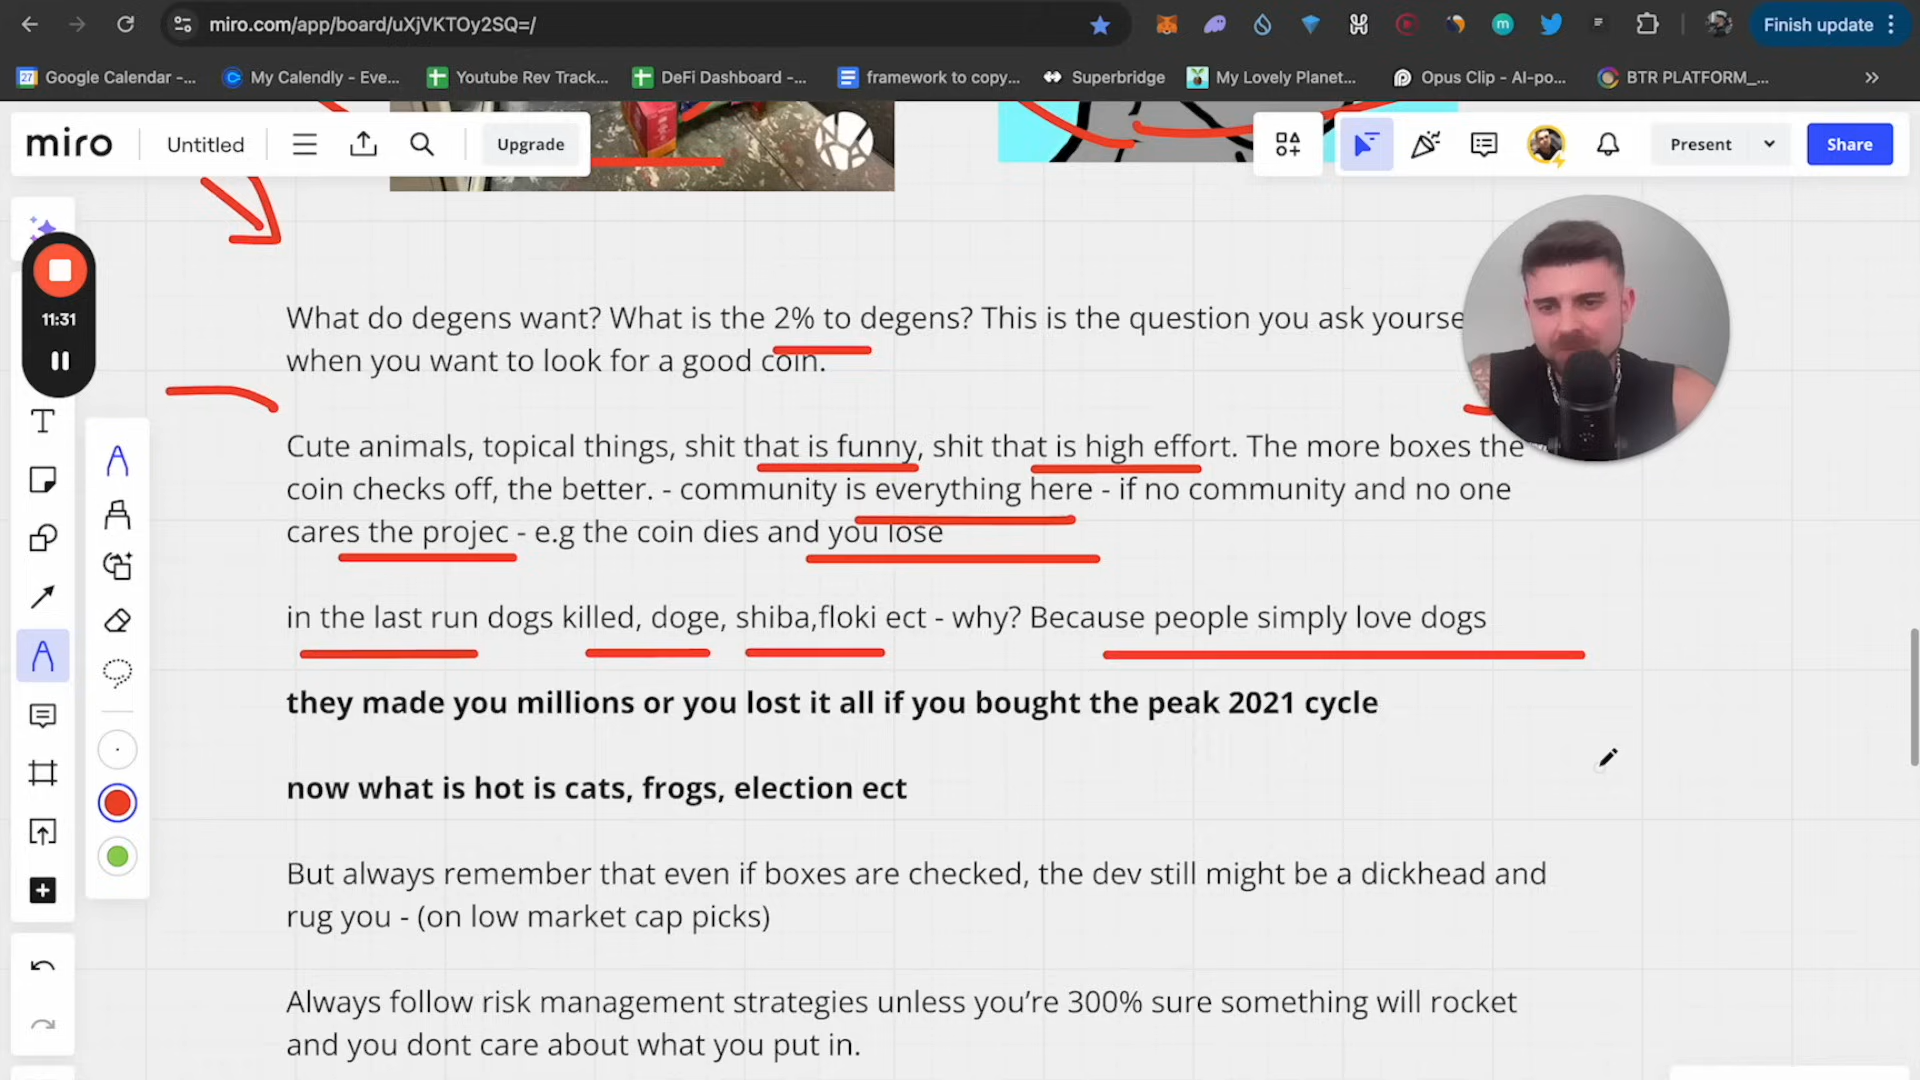 miro.com/app/board/uXjVKTOy2SQ=/
Finish update
27
Google Calendar -...
My Calendly - Eve...
Youtube Rev Track...
DeFi Dashboard -...
framework to copy...
Superbridge
My Lovely Planet...
Opus Clip - AI-po...
BTR PLATFORM_...
miro
Untitled
Upgrade
Present
Share
11:31
What do degens want? What is the 2% to degens? This is the question you ask yourse
when you want to look for a good coin.
Cute animals, topical things, shit that is funny, shit that is high effort. The more boxes the
coin checks off, the better. - community is everything here - if no community and no one
cares the projec - e.g the coin dies and you lose
in the last run dogs killed, doge, shiba,floki ect - why? Because people simply love dogs
they made you millions or you lost it all if you bought the peak 2021 cycle
now what is hot is cats, frogs, election ect
But always remember that even if boxes are checked, the dev still might be a dickhead and
rug you - (on low market cap picks)
Always follow risk management strategies unless you’re 300% sure something will rocket
and you dont care about what you put in.